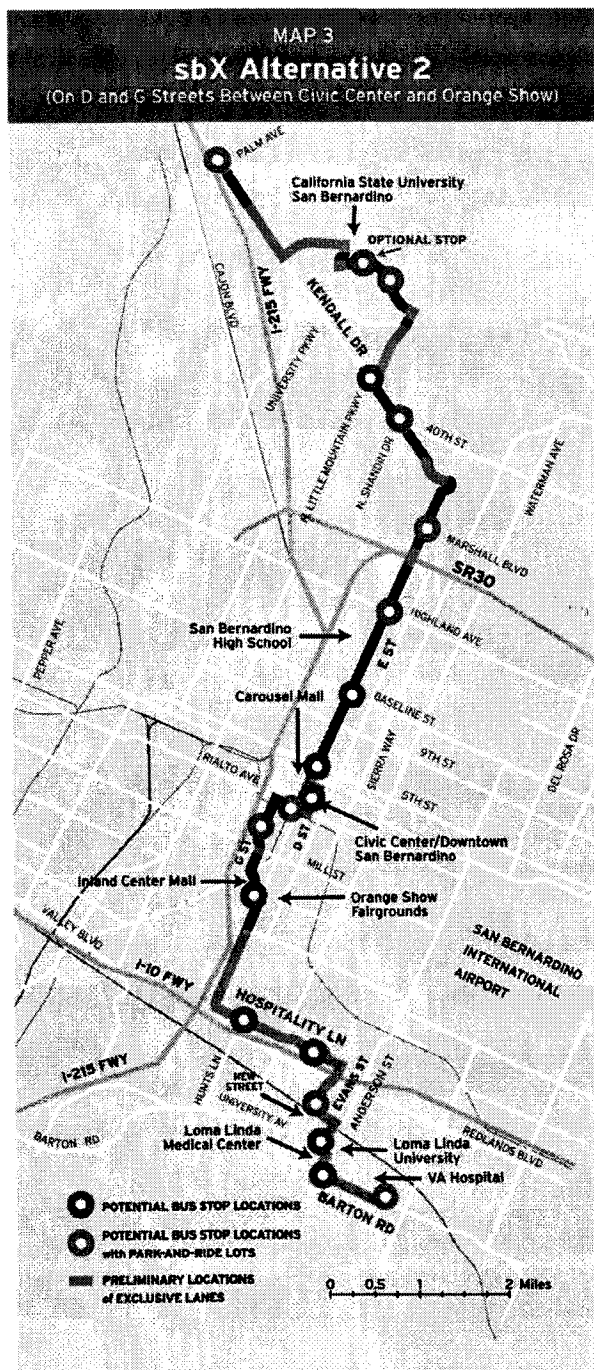 MAP 3
sbX Alternative 2
(On D and G Streets Between Civic Center and Orange Show)
PALM AVE
California State University
San Bernardino
OPTIONAL STOP
CAJON BLVD
I-215 FWY
KENDALL DR
UNIVERSITY PKWY
N. LITTLE MOUNTAIN PKWY
N. SHANDIN DR
40TH ST
WATERMAN AVE
MARSHALL BLVD
SR30
HIGHLAND AVE
San Bernardino
High School
E ST
PEPPER AVE
Carousel Mall
BASELINE ST
SIERRA WAY
9TH ST
DEL ROSA DR
RIALTO AVE
5TH ST
G ST
D ST
Civic Center/Downtown
San Bernardino
MILL ST
Inland Center Mall
Orange Show
Fairgrounds
VALLEY BLVD
I-10 FWY
SAN BERNARDINO
INTERNATIONAL
AIRPORT
HOSPITALITY LN
I-215 FWY
HUNTS LN
NEW
STREET
EVANS ST
ANDERSON ST
UNIVERSITY AV
BARTON RD
Loma Linda
Medical Center
Loma Linda
University
REDLANDS BLVD
VA Hospital
BARTON RD
POTENTIAL BUS STOP LOCATIONS
POTENTIAL BUS STOP LOCATIONS
with PARK-AND-RIDE LOTS
PRELIMINARY LOCATIONS
of EXCLUSIVE LANES
0 0.5 1 2 Miles